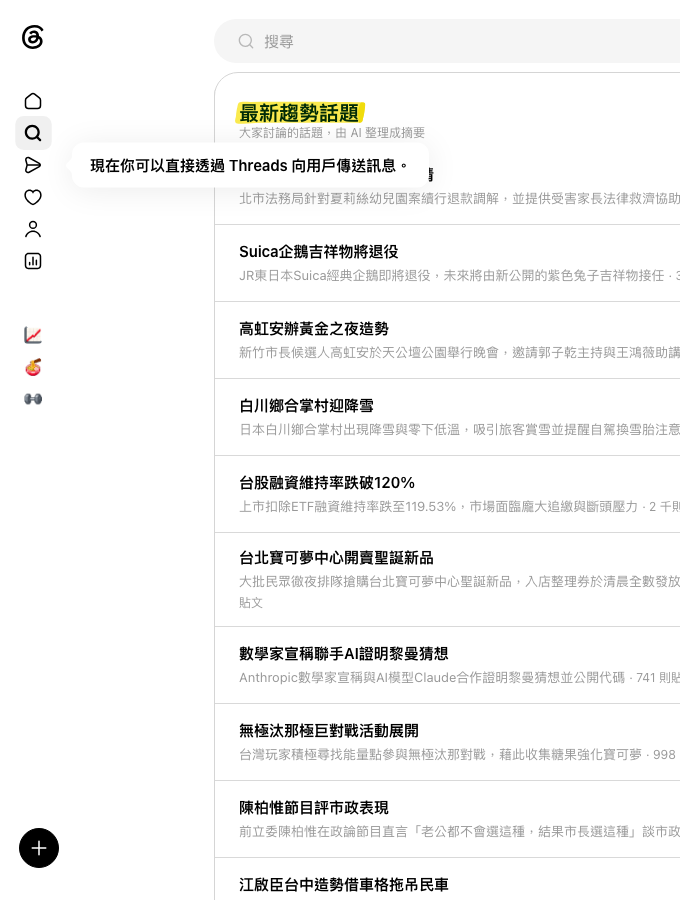 搜尋
最新趨勢話題
大家討論的話題，由 AI 整理成摘要
現在你可以直接透過 Threads 向用戶傳送訊息。
北市法務局針對夏莉絲幼兒園案續行退款調解，並提供受害家長法律救濟協助
Suica企鵝吉祥物將退役
JR東日本Suica經典企鵝即將退役，未來將由新公開的紫色兔子吉祥物接任 · 3
高虹安辦黃金之夜造勢
新竹市長候選人高虹安於天公壇公園舉行晚會，邀請郭子乾主持與王鴻薇助講
白川鄉合掌村迎降雪
日本白川鄉合掌村出現降雪與零下低溫，吸引旅客賞雪並提醒自駕換雪胎注意
台股融資維持率跌破120%
上市扣除ETF融資維持率跌至119.53%，市場面臨龐大追繳與斷頭壓力 · 2 千則
台北寶可夢中心開賣聖誕新品
大批民眾徹夜排隊搶購台北寶可夢中心聖誕新品，入店整理券於清晨全數發放
貼文
數學家宣稱聯手AI證明黎曼猜想
Anthropic數學家宣稱與AI模型Claude合作證明黎曼猜想並公開代碼 · 741 則貼
無極汰那極巨對戰活動展開
台灣玩家積極尋找能量點參與無極汰那對戰，藉此收集糖果強化寶可夢 · 998
陳柏惟節目評市政表現
前立委陳柏惟在政論節目直言「老公都不會選這種，結果市長選這種」談市政
江啟臣台中造勢借車格拖吊民車